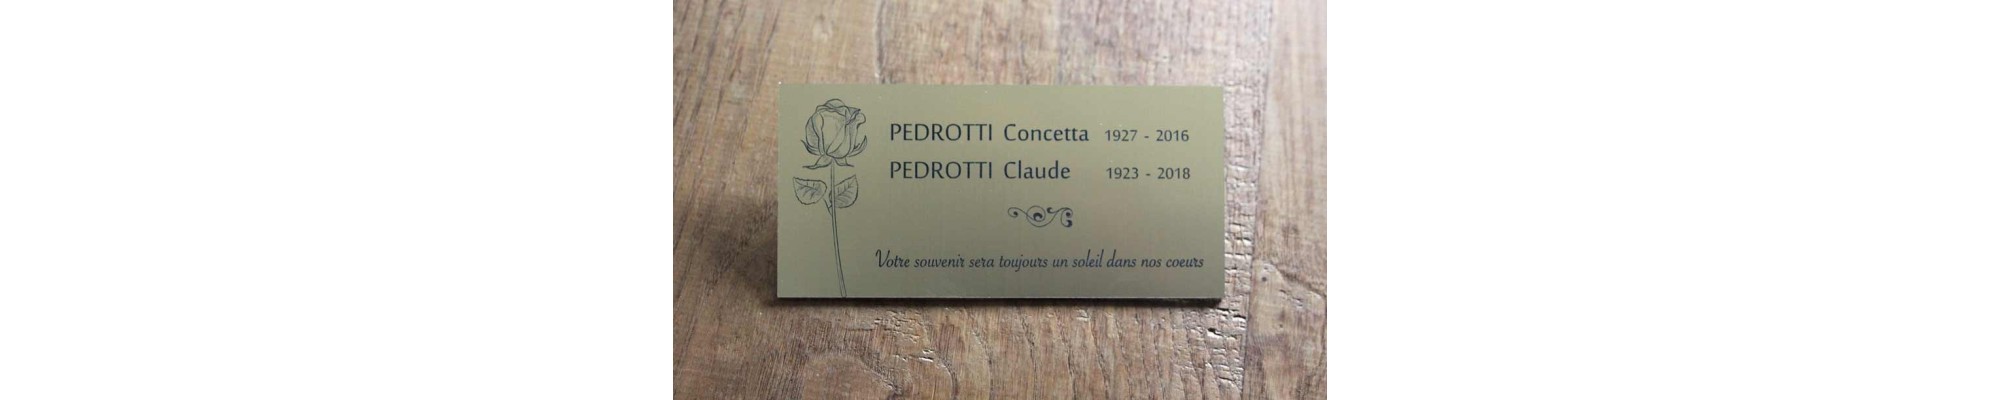 PEDROTTI Concetta 1927 - 2016
PEDROTTI Claude 1923 - 2018
Votre souvenir sera toujours un soleil dans nos coeurs